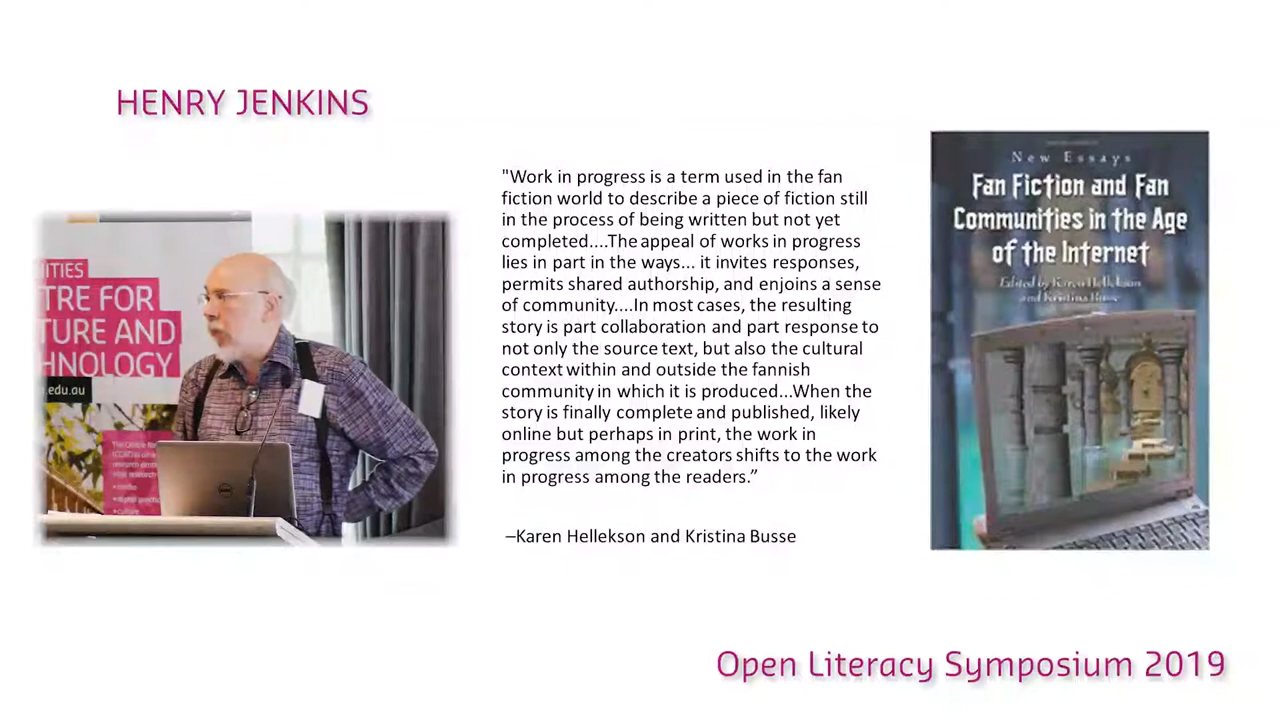 HENRY JENKINS
ITIES
TRE FOR
TURE AND
HNOLOGY
.edu.au
"Work in progress is a term used in the fan
fiction world to describe a piece of fiction still
in the process of being written but not yet
completed....The appeal of works in progress
lies in part in the ways... it invites responses,
permits shared authorship, and enjoins a sense
of community....In most cases, the resulting
story is part collaboration and part response to
not only the source text, but also the cultural
context within and outside the fannish
community in which it is produced...When the
story is finally complete and published, likely
online but perhaps in print, the work in
progress among the creators shifts to the work
in progress among the readers.”
–Karen Hellekson and Kristina Busse
New Essays
Fan Fiction and Fan
Communities in the Age
of the Internet
Edited by Karen Hellekson
and Kristina Busse
Open Literacy Symposium 2019